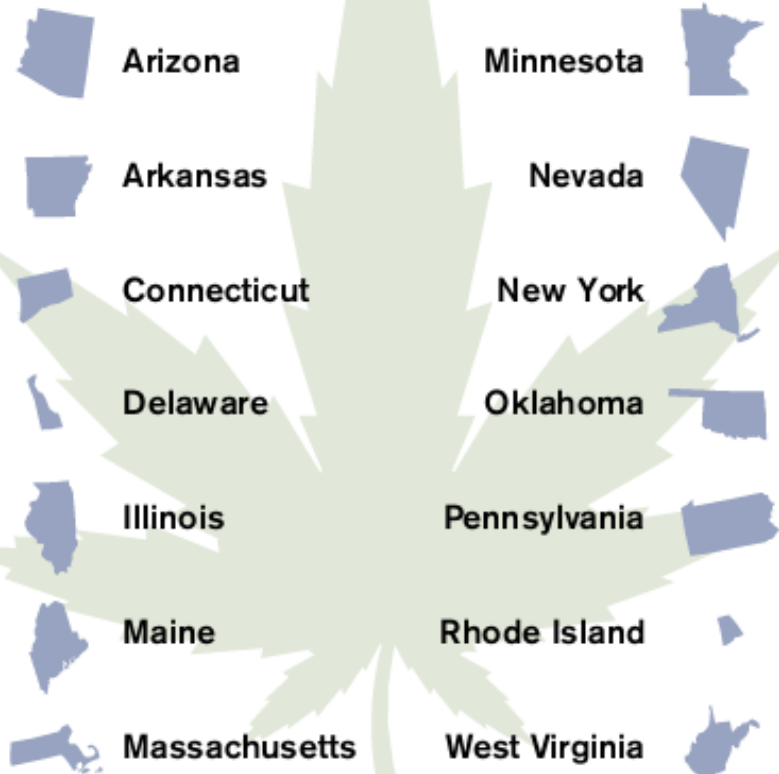 Arizona
Arkansas
Connecticut
Delaware
Illinois
Maine
Massachusetts
Minnesota
Nevada
New York
Oklahoma
Pennsylvania
Rhode Island
West Virginia